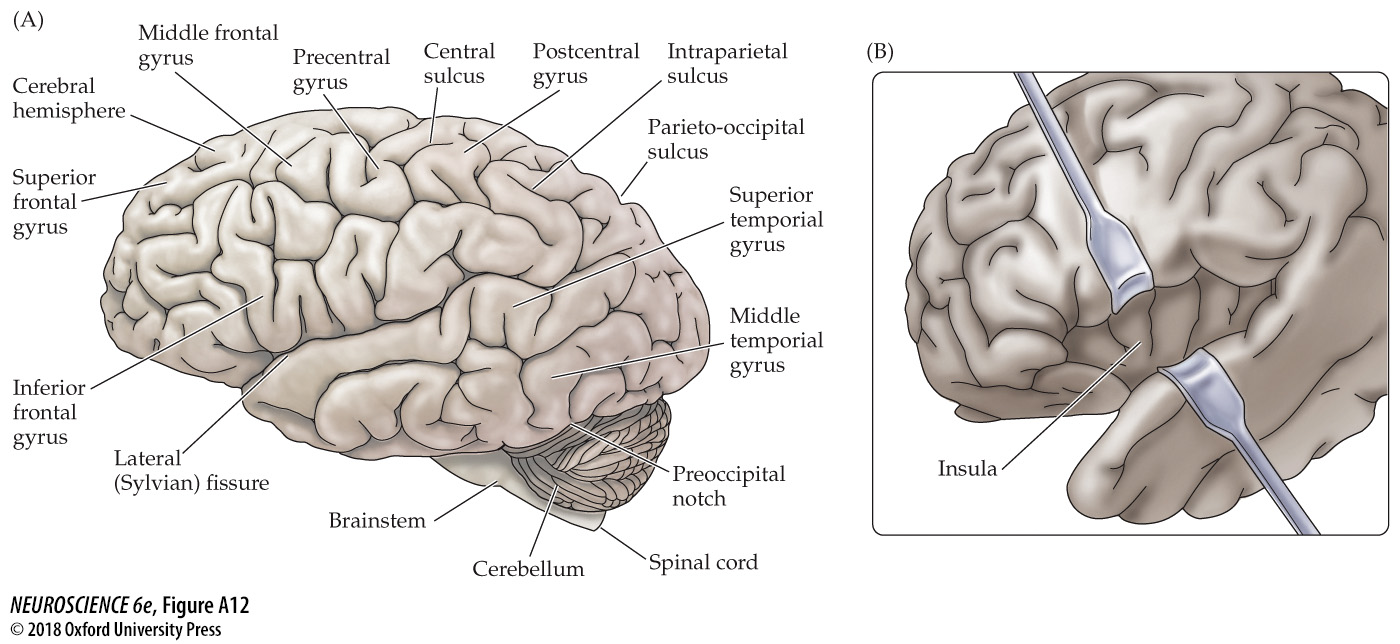 (A)
Middle frontal
gyrus
Precentral
gyrus
Central
sulcus
Postcentral
gyrus
Intraparietal
sulcus
Cerebral
hemisphere
Parieto-occipital
sulcus
Superior
frontal
gyrus
Superior
temporal
gyrus
Middle
temporal
gyrus
Inferior
frontal
gyrus
Lateral
(Sylvian) fissure
Preoccipital
notch
Brainstem
Cerebellum
Spinal cord
(B)
Insula
NEUROSCIENCE 6e, Figure A12
© 2018 Oxford University Press